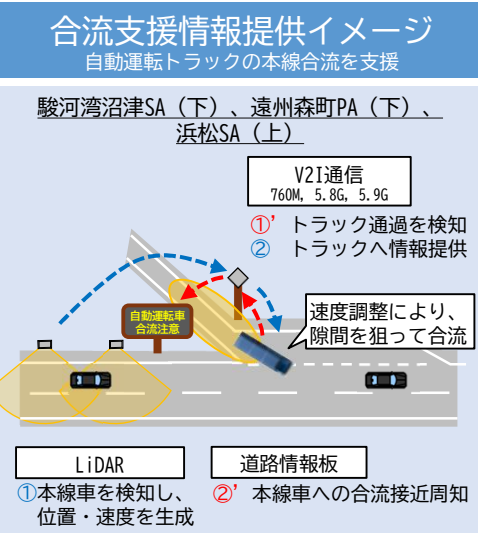 合流支援情報提供イメージ
自動運転トラックの本線合流を支援
駿河湾沼津SA（下）、遠州森町PA（下）、
浜松SA（上）
V2I通信
760M, 5.8G, 5.9G
①’ トラック通過を検知
② トラックへ情報提供
自動運転車
合流注意
速度調整により、
隙間を狙って合流
LiDAR
①本線車を検知し、
位置・速度を生成
道路情報板
②’ 本線車への合流接近周知